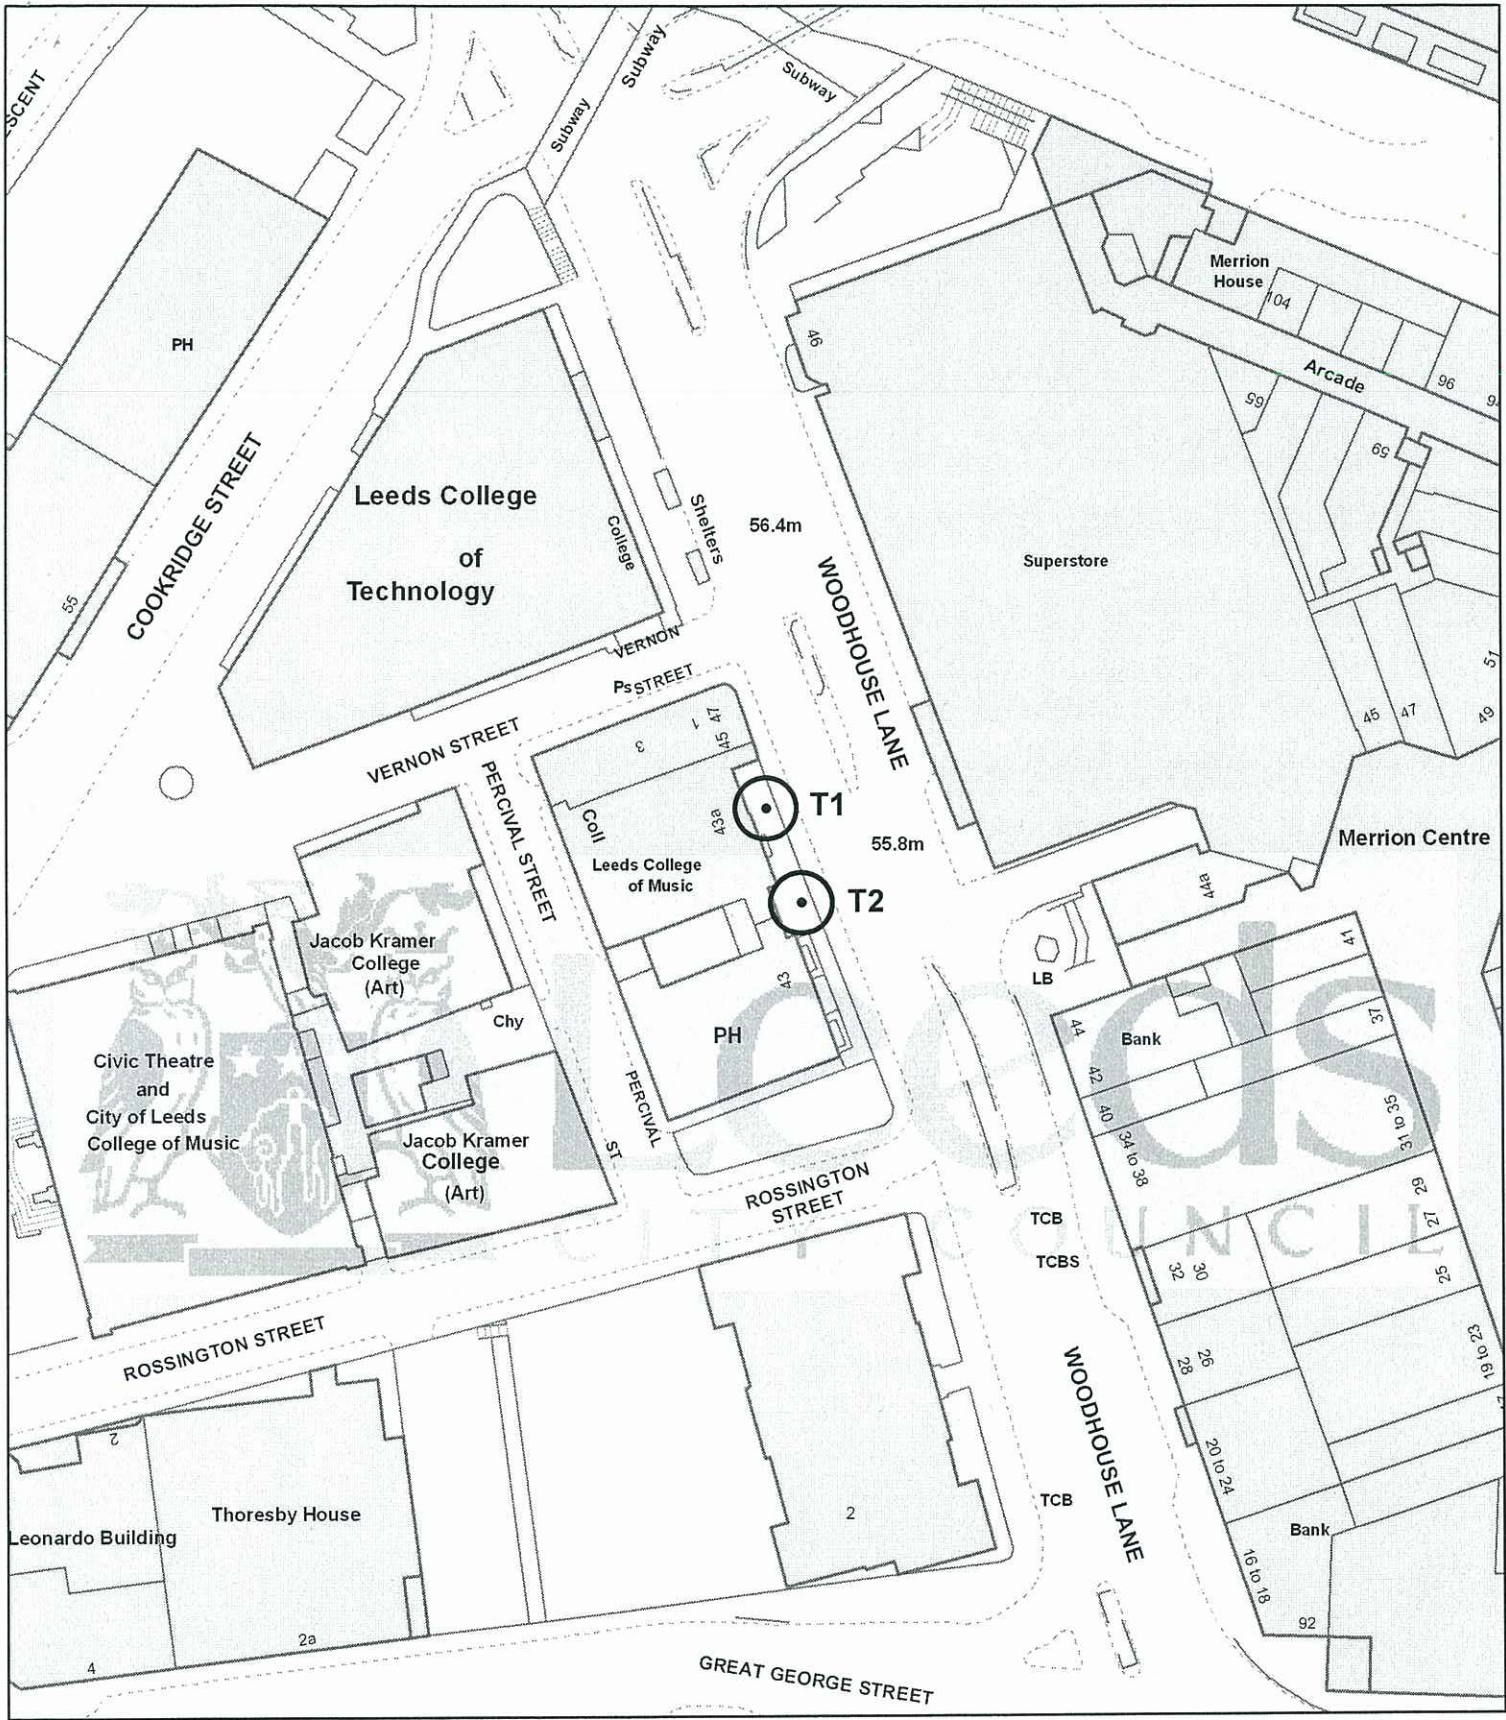 ESCENT
Subway
Subway
Subway
PH
COOKRIDGE STREET
55
Leeds College
of
Technology
College
Shelters
56.4m
46
WOODHOUSE LANE
Superstore
Merrion
House
104
Arcade
96
65
59
51
45
47
49
VERNON
Ps STREET
VERNON STREET
PERCIVAL STREET
3
1
47
45
Coll
43a
Leeds College
of Music
T1
55.8m
T2
Merrion Centre
44a
LB
41
37
Jacob Kramer
College
(Art)
Chy
43
PH
44
Bank
42
40
34 to 38
31 to 35
Civic Theatre
and
City of Leeds
College of Music
Jacob Kramer
College
(Art)
PERCIVAL
ST
ROSSINGTON
STREET
Leeds
CITY COUNCIL
TCB
TCBS
29
27
25
32
30
28
26
19 to 23
ROSSINGTON STREET
WOODHOUSE LANE
20 to 24
2
Thoresby House
Leonardo Building
2
TCB
Bank
16 to 18
92
2a
4
GREAT GEORGE STREET